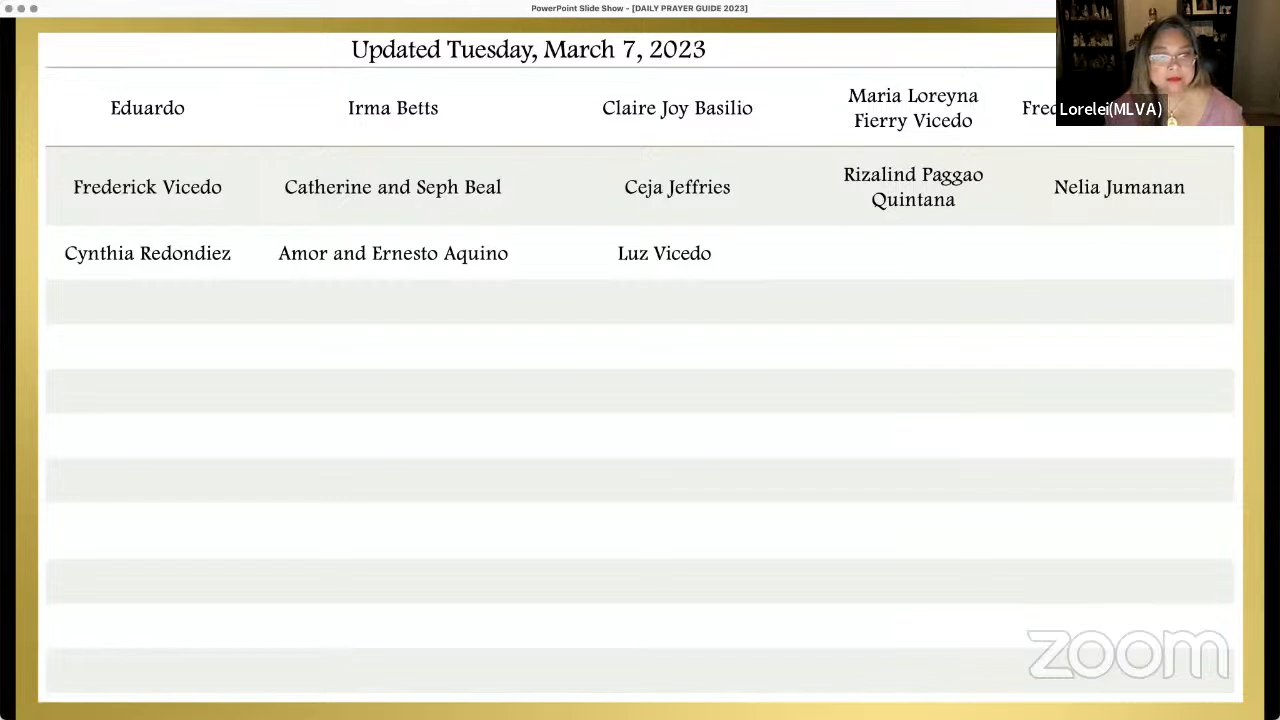 PowerPoint Slide Show - [DAILY PRAYER GUIDE 2023]
Updated Tuesday, March 7, 2023
Eduardo
Irma Betts
Claire Joy Basilio
Maria Loreyna
Fierry Vicedo
Lorelei(MLVA)
Frederick Vicedo
Catherine and Seph Beal
Ceja Jeffries
Rizalind Paggao
Quintana
Nelia Jumanan
Cynthia Redondiez
Amor and Ernesto Aquino
Luz Vicedo
zoom